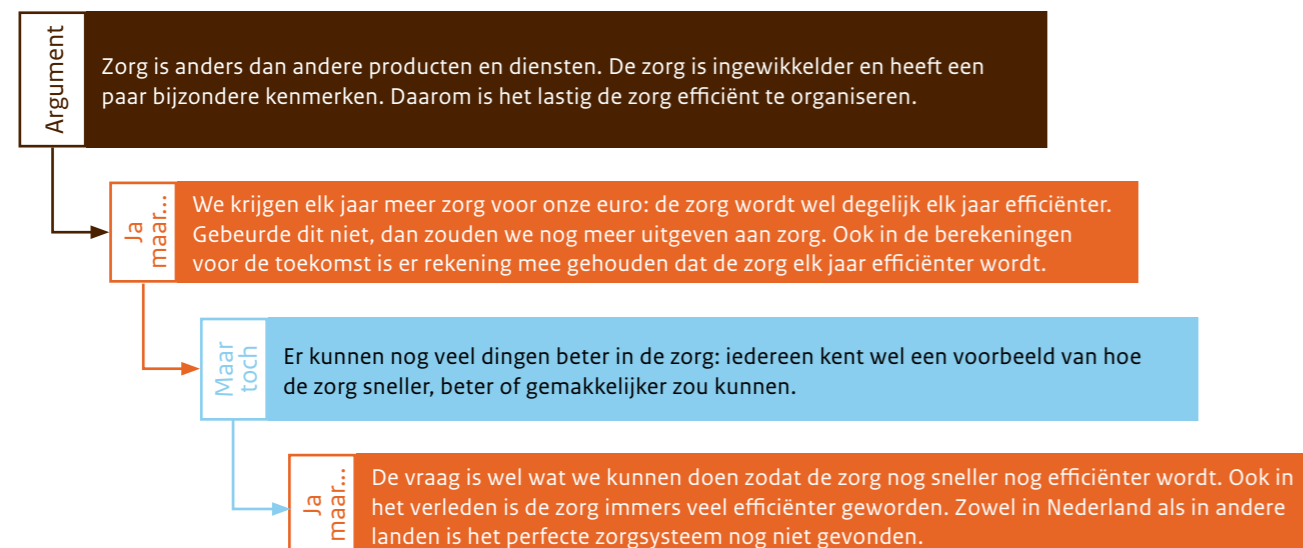 Argument
Zorg is anders dan andere producten en diensten. De zorg is ingewikkelder en heeft een
paar bijzondere kenmerken. Daarom is het lastig de zorg efficiënt te organiseren.
Ja
maar...
We krijgen elk jaar meer zorg voor onze euro: de zorg wordt wel degelijk elk jaar efficiënter.
Gebeurde dit niet, dan zouden we nog meer uitgeven aan zorg. Ook in de berekeningen
voor de toekomst is er rekening mee gehouden dat de zorg elk jaar efficiënter wordt.
Maar
toch
Er kunnen nog veel dingen beter in de zorg: iedereen kent wel een voorbeeld van hoe
de zorg sneller, beter of gemakkelijker zou kunnen.
Ja
maar...
De vraag is wel wat we kunnen doen zodat de zorg nog sneller nog efficiënter wordt. Ook in
het verleden is de zorg immers veel efficiënter geworden. Zowel in Nederland als in andere
landen is het perfecte zorgsysteem nog niet gevonden.